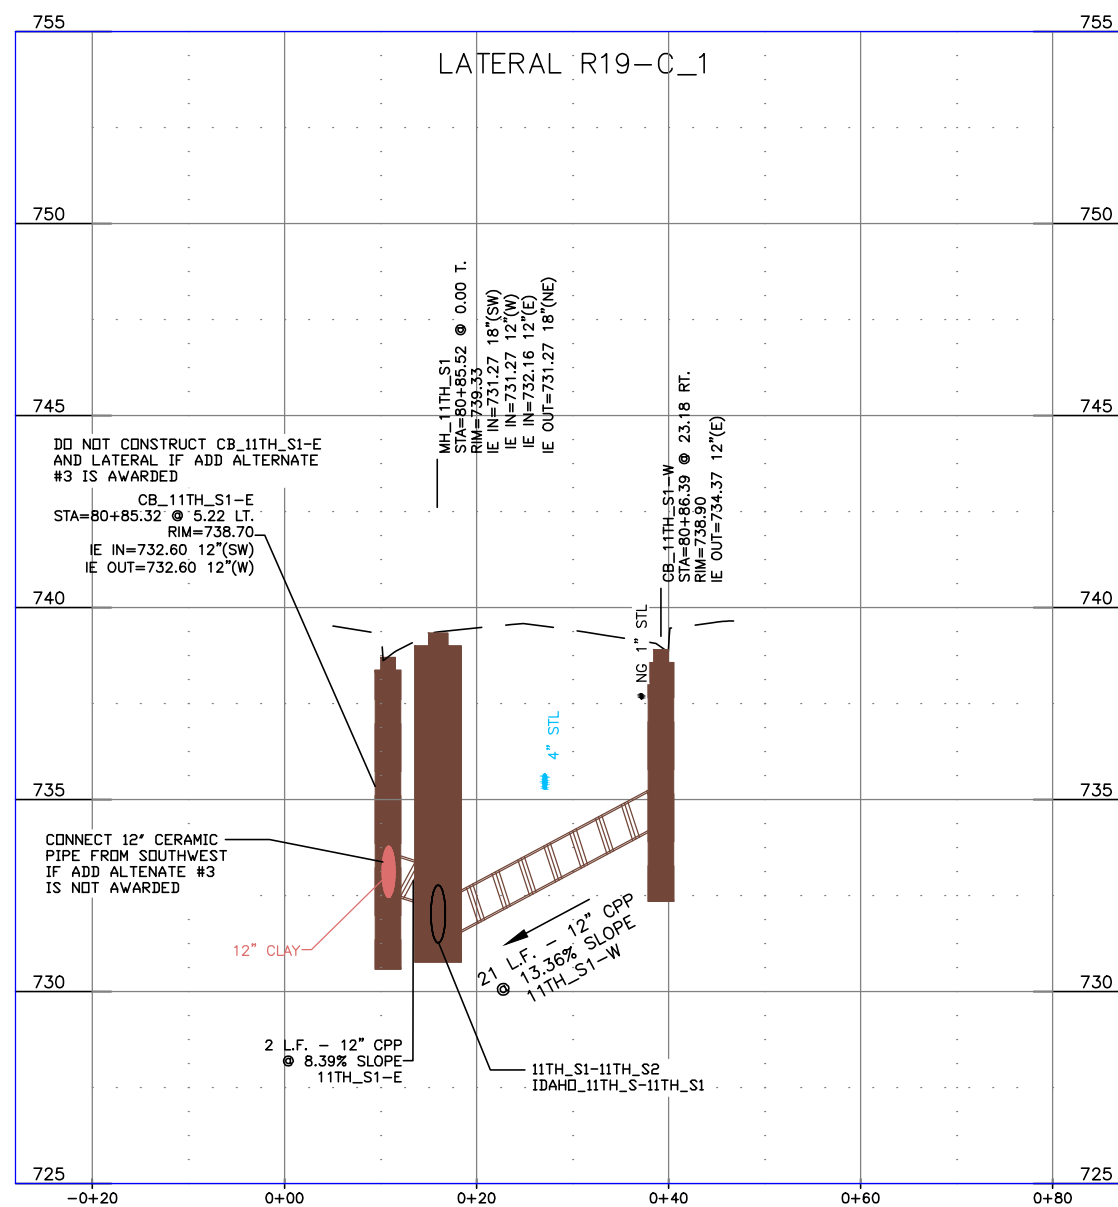 LATERAL R19-C_1
755
755
750
750
745
745
740
740
735
735
730
730
725
725
-0+20
0+00
0+20
0+40
0+60
0+80
MH_11TH_S1
STA=80+85.52 @ 0.00 T.
RIM=739.33
IE IN=731.27 18"(SW)
IE IN=731.27 12"(W)
IE IN=732.16 12"(E)
IE OUT=731.27 18"(NE)
DO NOT CONSTRUCT CB_11TH_S1-E
AND LATERAL IF ADD ALTERNATE
#3 IS AWARDED
CB_11TH_S1-E
STA=80+85.32 @ 5.22 LT.
RIM=738.70
IE IN=732.60 12"(SW)
IE OUT=732.60 12"(W)
CB_11TH_S1-W
STA=80+86.39 @ 23.18 RT.
RIM=738.90
IE OUT=734.37 12"(E)
NG 1" STL
4" STL
CONNECT 12" CERAMIC
PIPE FROM SOUTHWEST
IF ADD ALTENATE #3
IS NOT AWARDED
12" CLAY
21 L.F. - 12" CPP
@ 13.36% SLOPE
11TH_S1-W
2 L.F. - 12" CPP
@ 8.39% SLOPE
11TH_S1-E
11TH_S1-11TH_S2
IDAHO_11TH_S-11TH_S1